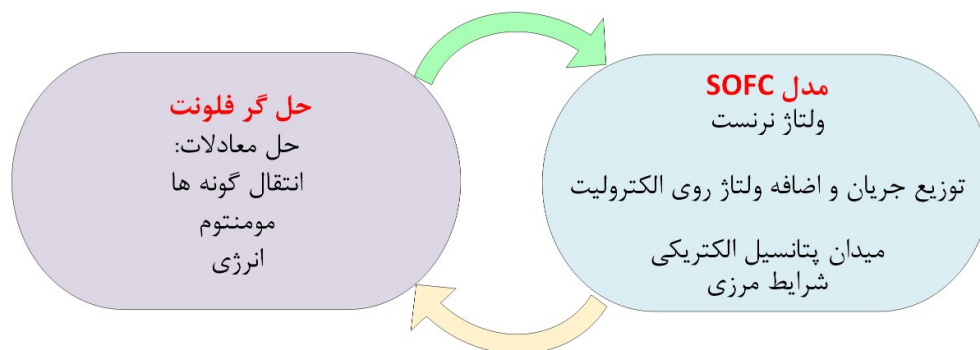 حل گر فلونت
حل معادلات:
انتقال گونه ها
مومنتوم
انرژی
مدل SOFC
ولتاژ نرنست
توزیع جریان و اضافه ولتاژ روی الکترولیت
میدان پتانسیل الکتریکی
شرایط مرزی